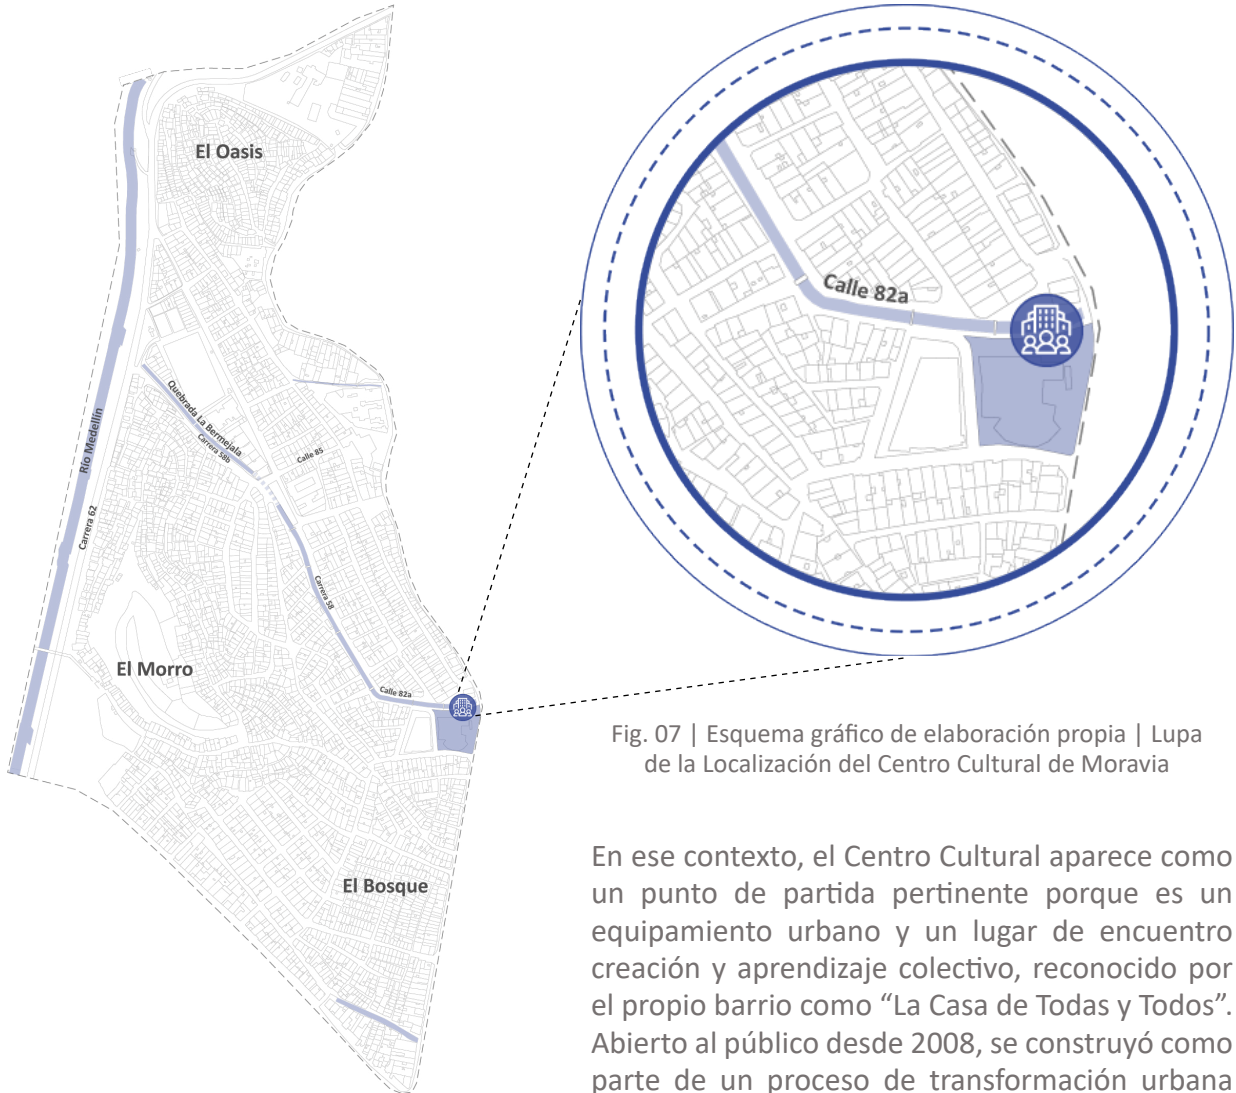 El Oasis
Río Medellín
Carrera 62
Quebrada La Bermejala
Carrera 58b
Calle 85
Carrera 58
El Morro
Calle 82a
El Bosque
Calle 82a
Fig. 07 | Esquema gráfico de elaboración propia | Lupa
de la Localización del Centro Cultural de Moravia
En ese contexto, el Centro Cultural aparece como
un punto de partida pertinente porque es un
equipamiento urbano y un lugar de encuentro
creación y aprendizaje colectivo, reconocido por
el propio barrio como “La Casa de Todas y Todos”.
Abierto al público desde 2008, se construyó como
parte de un proceso de transformación urbana